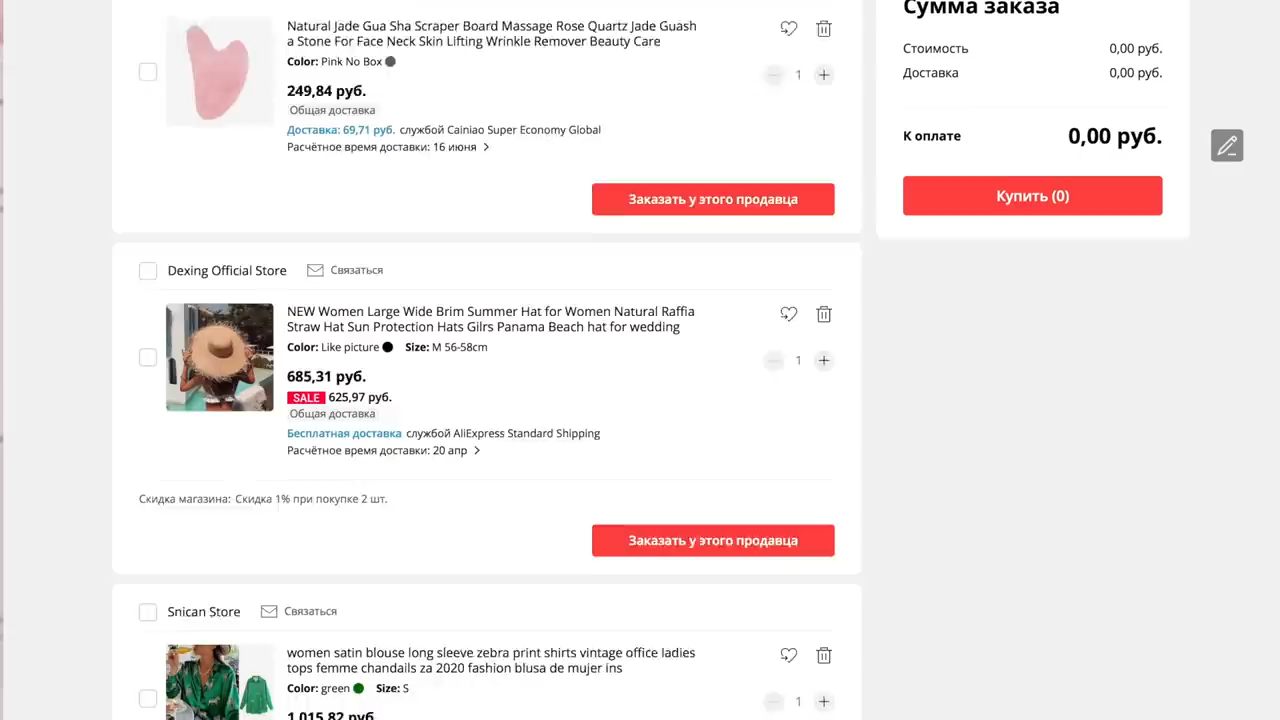 Сумма заказа
Natural Jade Gua Sha Scraper Board Massage Rose Quartz Jade Guash
a Stone For Face Neck Skin Lifting Wrinkle Remover Beauty Care
Color: Pink No Box
1
249,84 руб.
Общая доставка
Доставка: 69,71 руб. службой Cainiao Super Economy Global
Расчётное время доставки: 16 июня
Заказать у этого продавца
Стоимость 0,00 руб.
Доставка 0,00 руб.
К оплате 0,00 руб.
Купить (0)
Dexing Official Store Связаться
NEW Women Large Wide Brim Summer Hat for Women Natural Raffia
Straw Hat Sun Protection Hats Gilrs Panama Beach hat for wedding
Color: Like picture Size: M 56-58cm
1
685,31 руб.
SALE 625,97 руб.
Общая доставка
Бесплатная доставка службой AliExpress Standard Shipping
Расчётное время доставки: 20 апр
Скидка магазина: Скидка 1% при покупке 2 шт.
Заказать у этого продавца
Snican Store Связаться
women satin blouse long sleeve zebra print shirts vintage office ladies
tops femme chandails za 2020 fashion blusa de mujer ins
Color: green Size: S
1
1 015,82 руб.